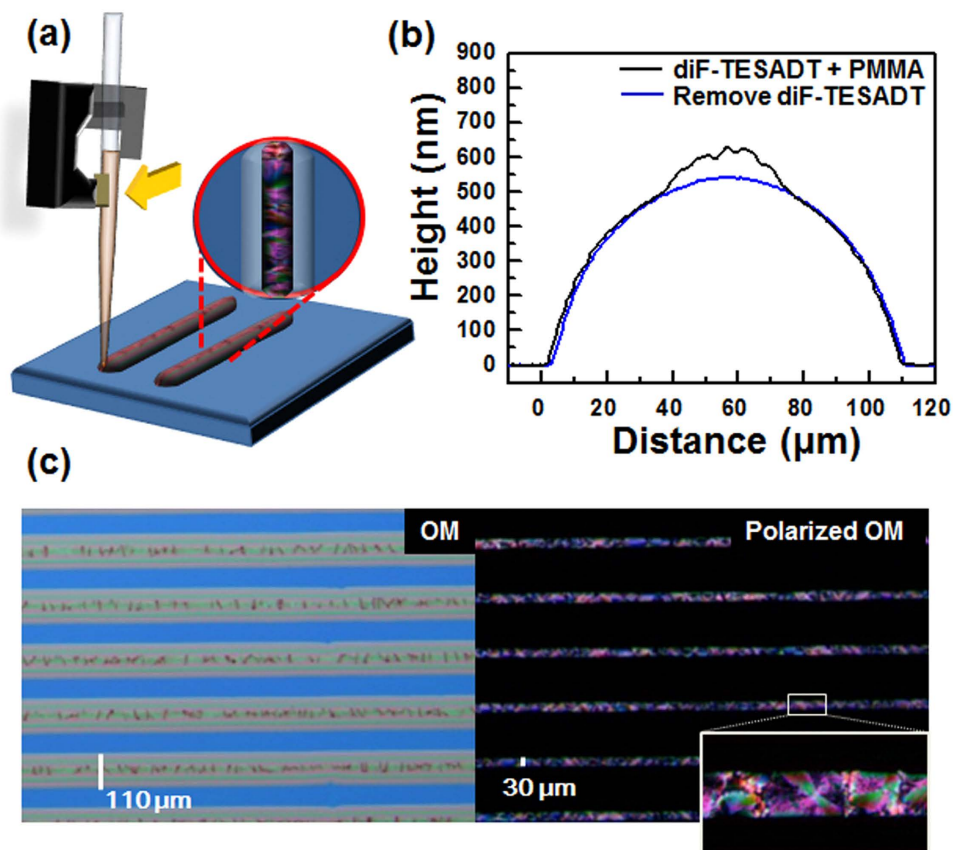 (a)
(b)
900
800
700
600
500
400
300
200
100
0
Height (nm)
diF-TESADT + PMMA
Remove diF-TESADT
0 20 40 60 80 100 120
Distance (μm)
(c)
OM
Polarized OM
110 μm
30 μm